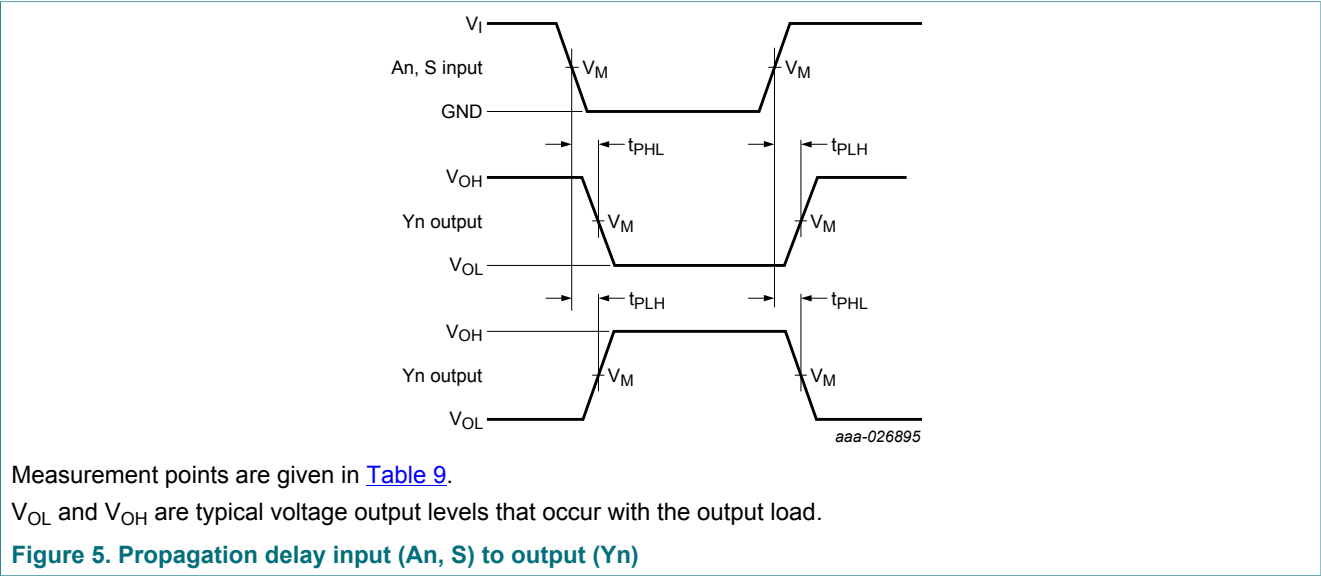 VI
An, S input
VM
VM
GND
tPHL
tPLH
VOH
Yn output
VM
VM
VOL
tPLH
tPHL
VOH
Yn output
VM
VM
VOL
aaa-026895
Measurement points are given in Table 9.
VOL and VOH are typical voltage output levels that occur with the output load.
Figure 5. Propagation delay input (An, S) to output (Yn)